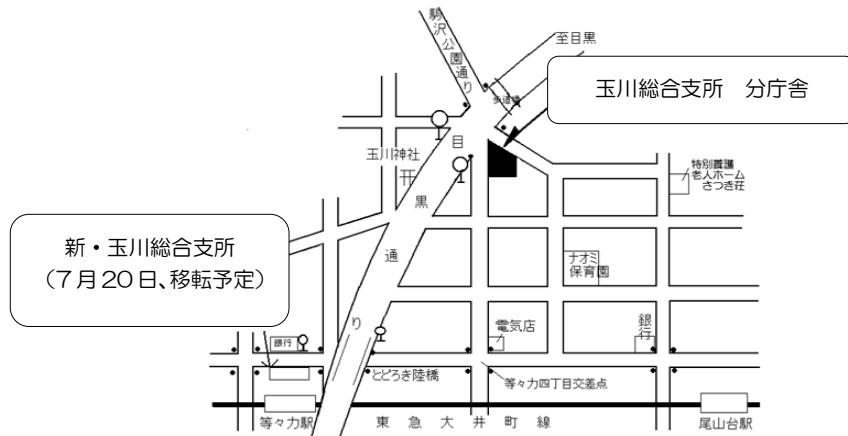 駒沢公園通り
至目黒
歩道橋
玉川総合支所 分庁舎
目黒通り
玉川神社
特別養護
老人ホーム
さつき荘
新・玉川総合支所
（７月２０日、移転予定）
ナオミ
保育園
銀行
電気店
銀行
とどろき陸橋
等々力四丁目交差点
等々力駅
東急大井町線
尾山台駅